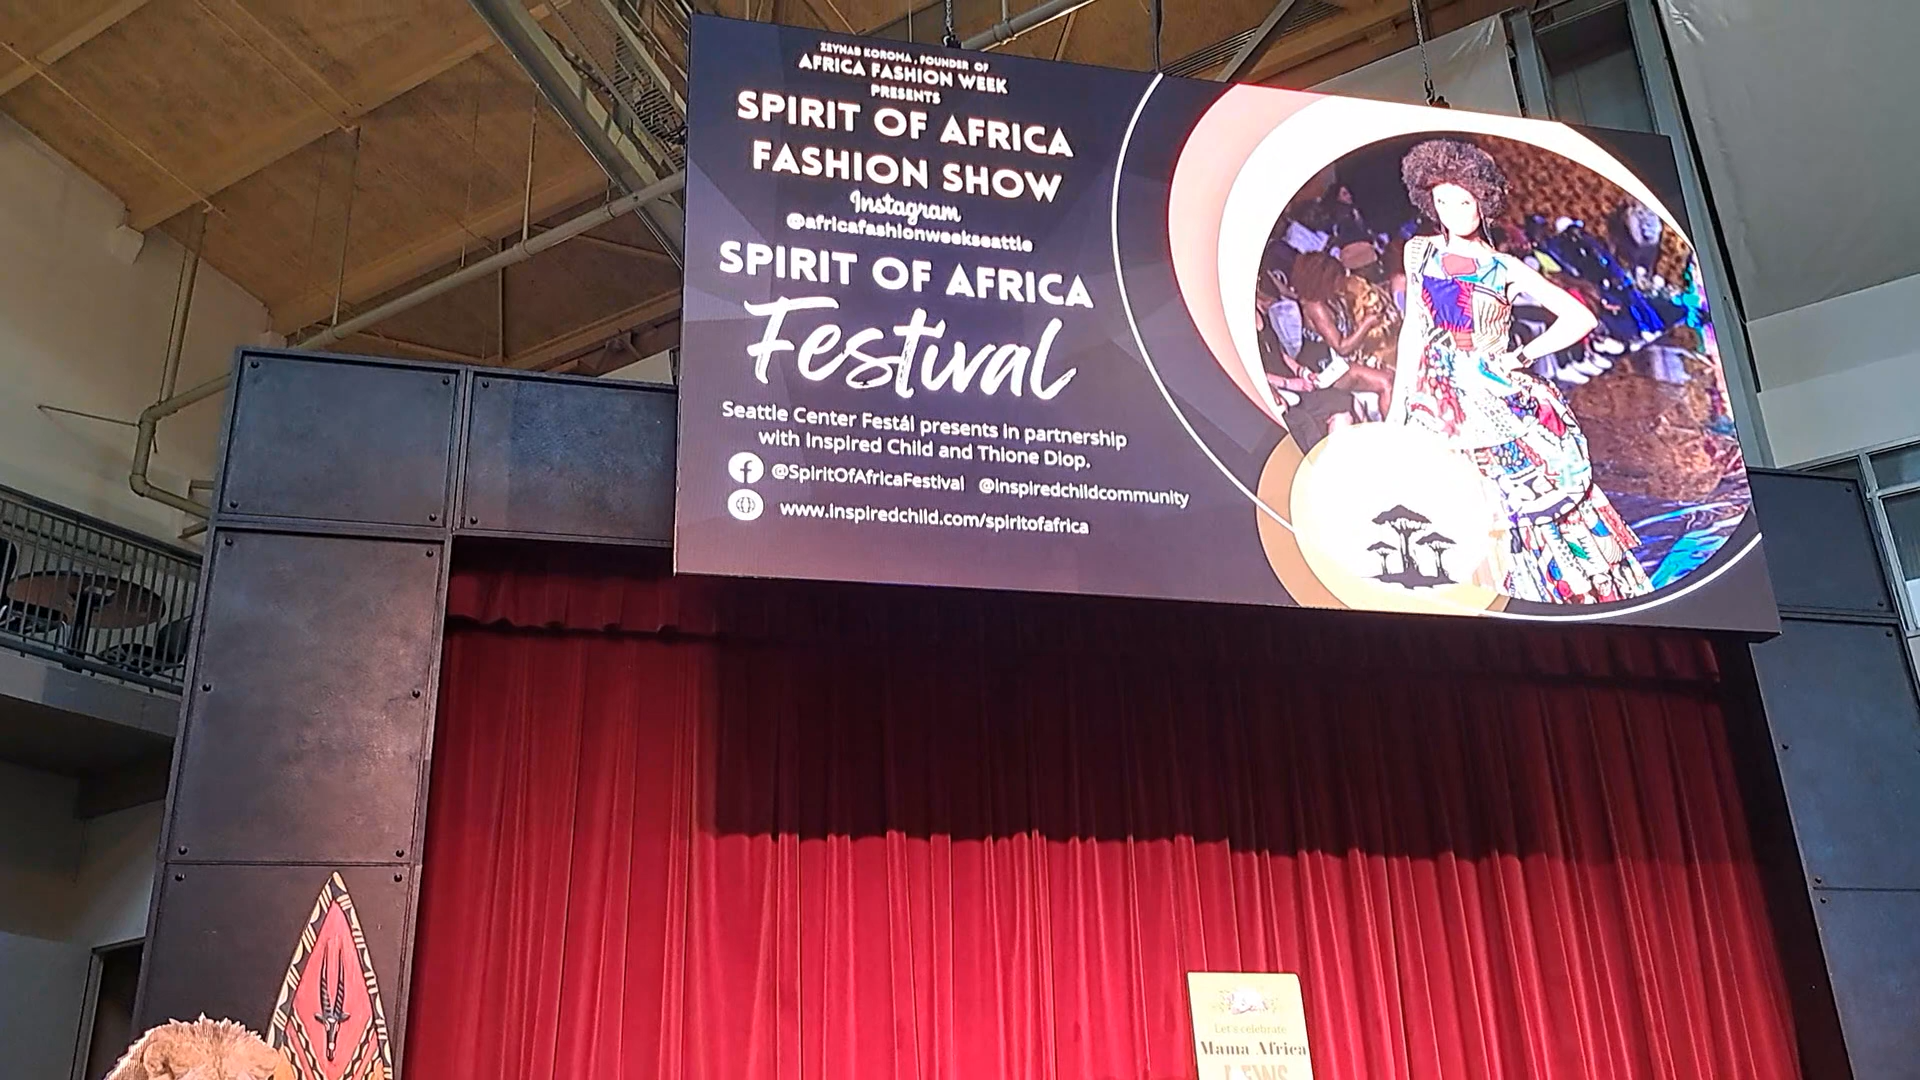 ZEYNAB KOROMA, FOUNDER OF
AFRICA FASHION WEEK
PRESENTS
SPIRIT OF AFRICA
FASHION SHOW
Instagram
@africafashionweekseattle
SPIRIT OF AFRICA
Festival
Seattle Center Festál presents in partnership
with Inspired Child and Thione Diop.
@SpiritOfAfricaFestival @inspiredchildcommunity
www.inspiredchild.com/spiritofafrica
Let's celebrate
Mama Africa